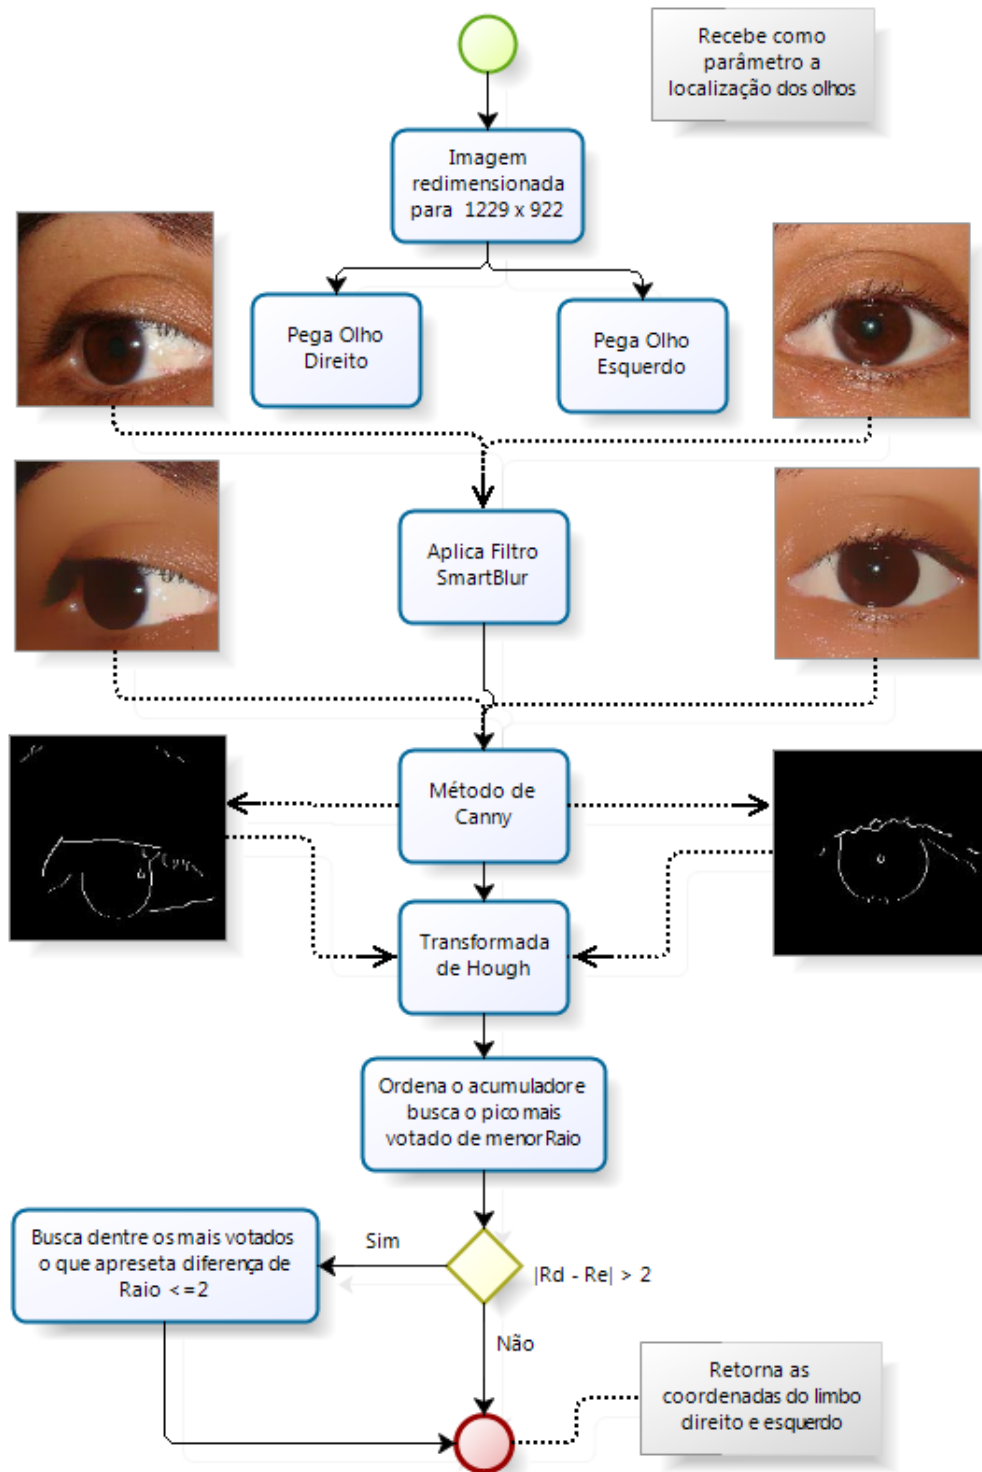 Recebe como
parâmetro a
localização dos olhos
Imagem
redimensionada
para 1229 x 922
Pega Olho
Direito
Pega Olho
Esquerdo
Aplica Filtro
SmartBlur
Método de
Canny
Transformada
de Hough
Ordena o acumulador e
busca o pico mais
votado de menor Raio
Busca dentre os mais votados
o que apreseta diferença de
Raio <=2
Sim
|Rd - Re| > 2
Não
Retorna as
coordenadas do limbo
direito e esquerdo